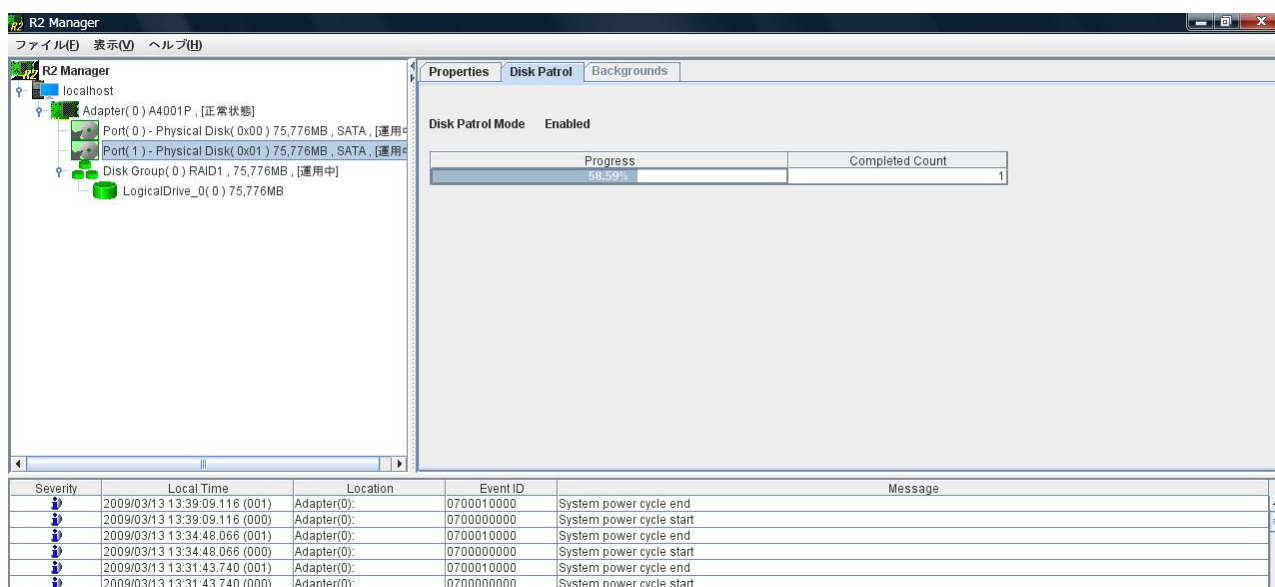 R2 R2 Manager
ファイル(F) 表示(V) ヘルプ(H)
R2 R2 Manager
localhost
Adapter( 0 ) A4001P , [正常状態]
Port( 0 ) - Physical Disk( 0x00 ) 75,776MB , SATA , [運用中
Port( 1 ) - Physical Disk( 0x01 ) 75,776MB , SATA , [運用中
Disk Group( 0 ) RAID1 , 75,776MB , [運用中]
LogicalDrive_0( 0 ) 75,776MB
Properties Disk Patrol Backgrounds
Disk Patrol Mode Enabled
Progress Completed Count
58.59% 1
Severity Local Time Location Event ID Message
2009/03/13 13:39:09.116 (001) Adapter(0): 0700010000 System power cycle end
2009/03/13 13:39:09.116 (000) Adapter(0): 0700000000 System power cycle start
2009/03/13 13:34:48.066 (001) Adapter(0): 0700010000 System power cycle end
2009/03/13 13:34:48.066 (000) Adapter(0): 0700000000 System power cycle start
2009/03/13 13:31:43.740 (001) Adapter(0): 0700010000 System power cycle end
2009/03/13 13:31:43.740 (000) Adapter(0): 0700000000 System power cycle start